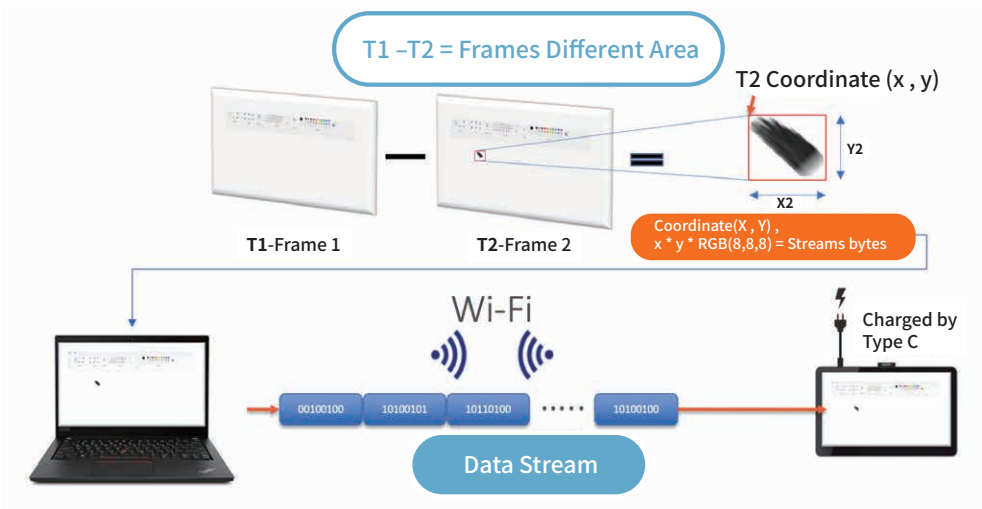 T1 –T2 = Frames Different Area
T2 Coordinate (x , y)
Y2
X2
T1-Frame 1
T2-Frame 2
Coordinate(X , Y) ,
x * y * RGB(8,8,8) = Streams bytes
Wi-Fi
Charged by
Type C
00100100
10100101
10110100
.....
10100100
Data Stream